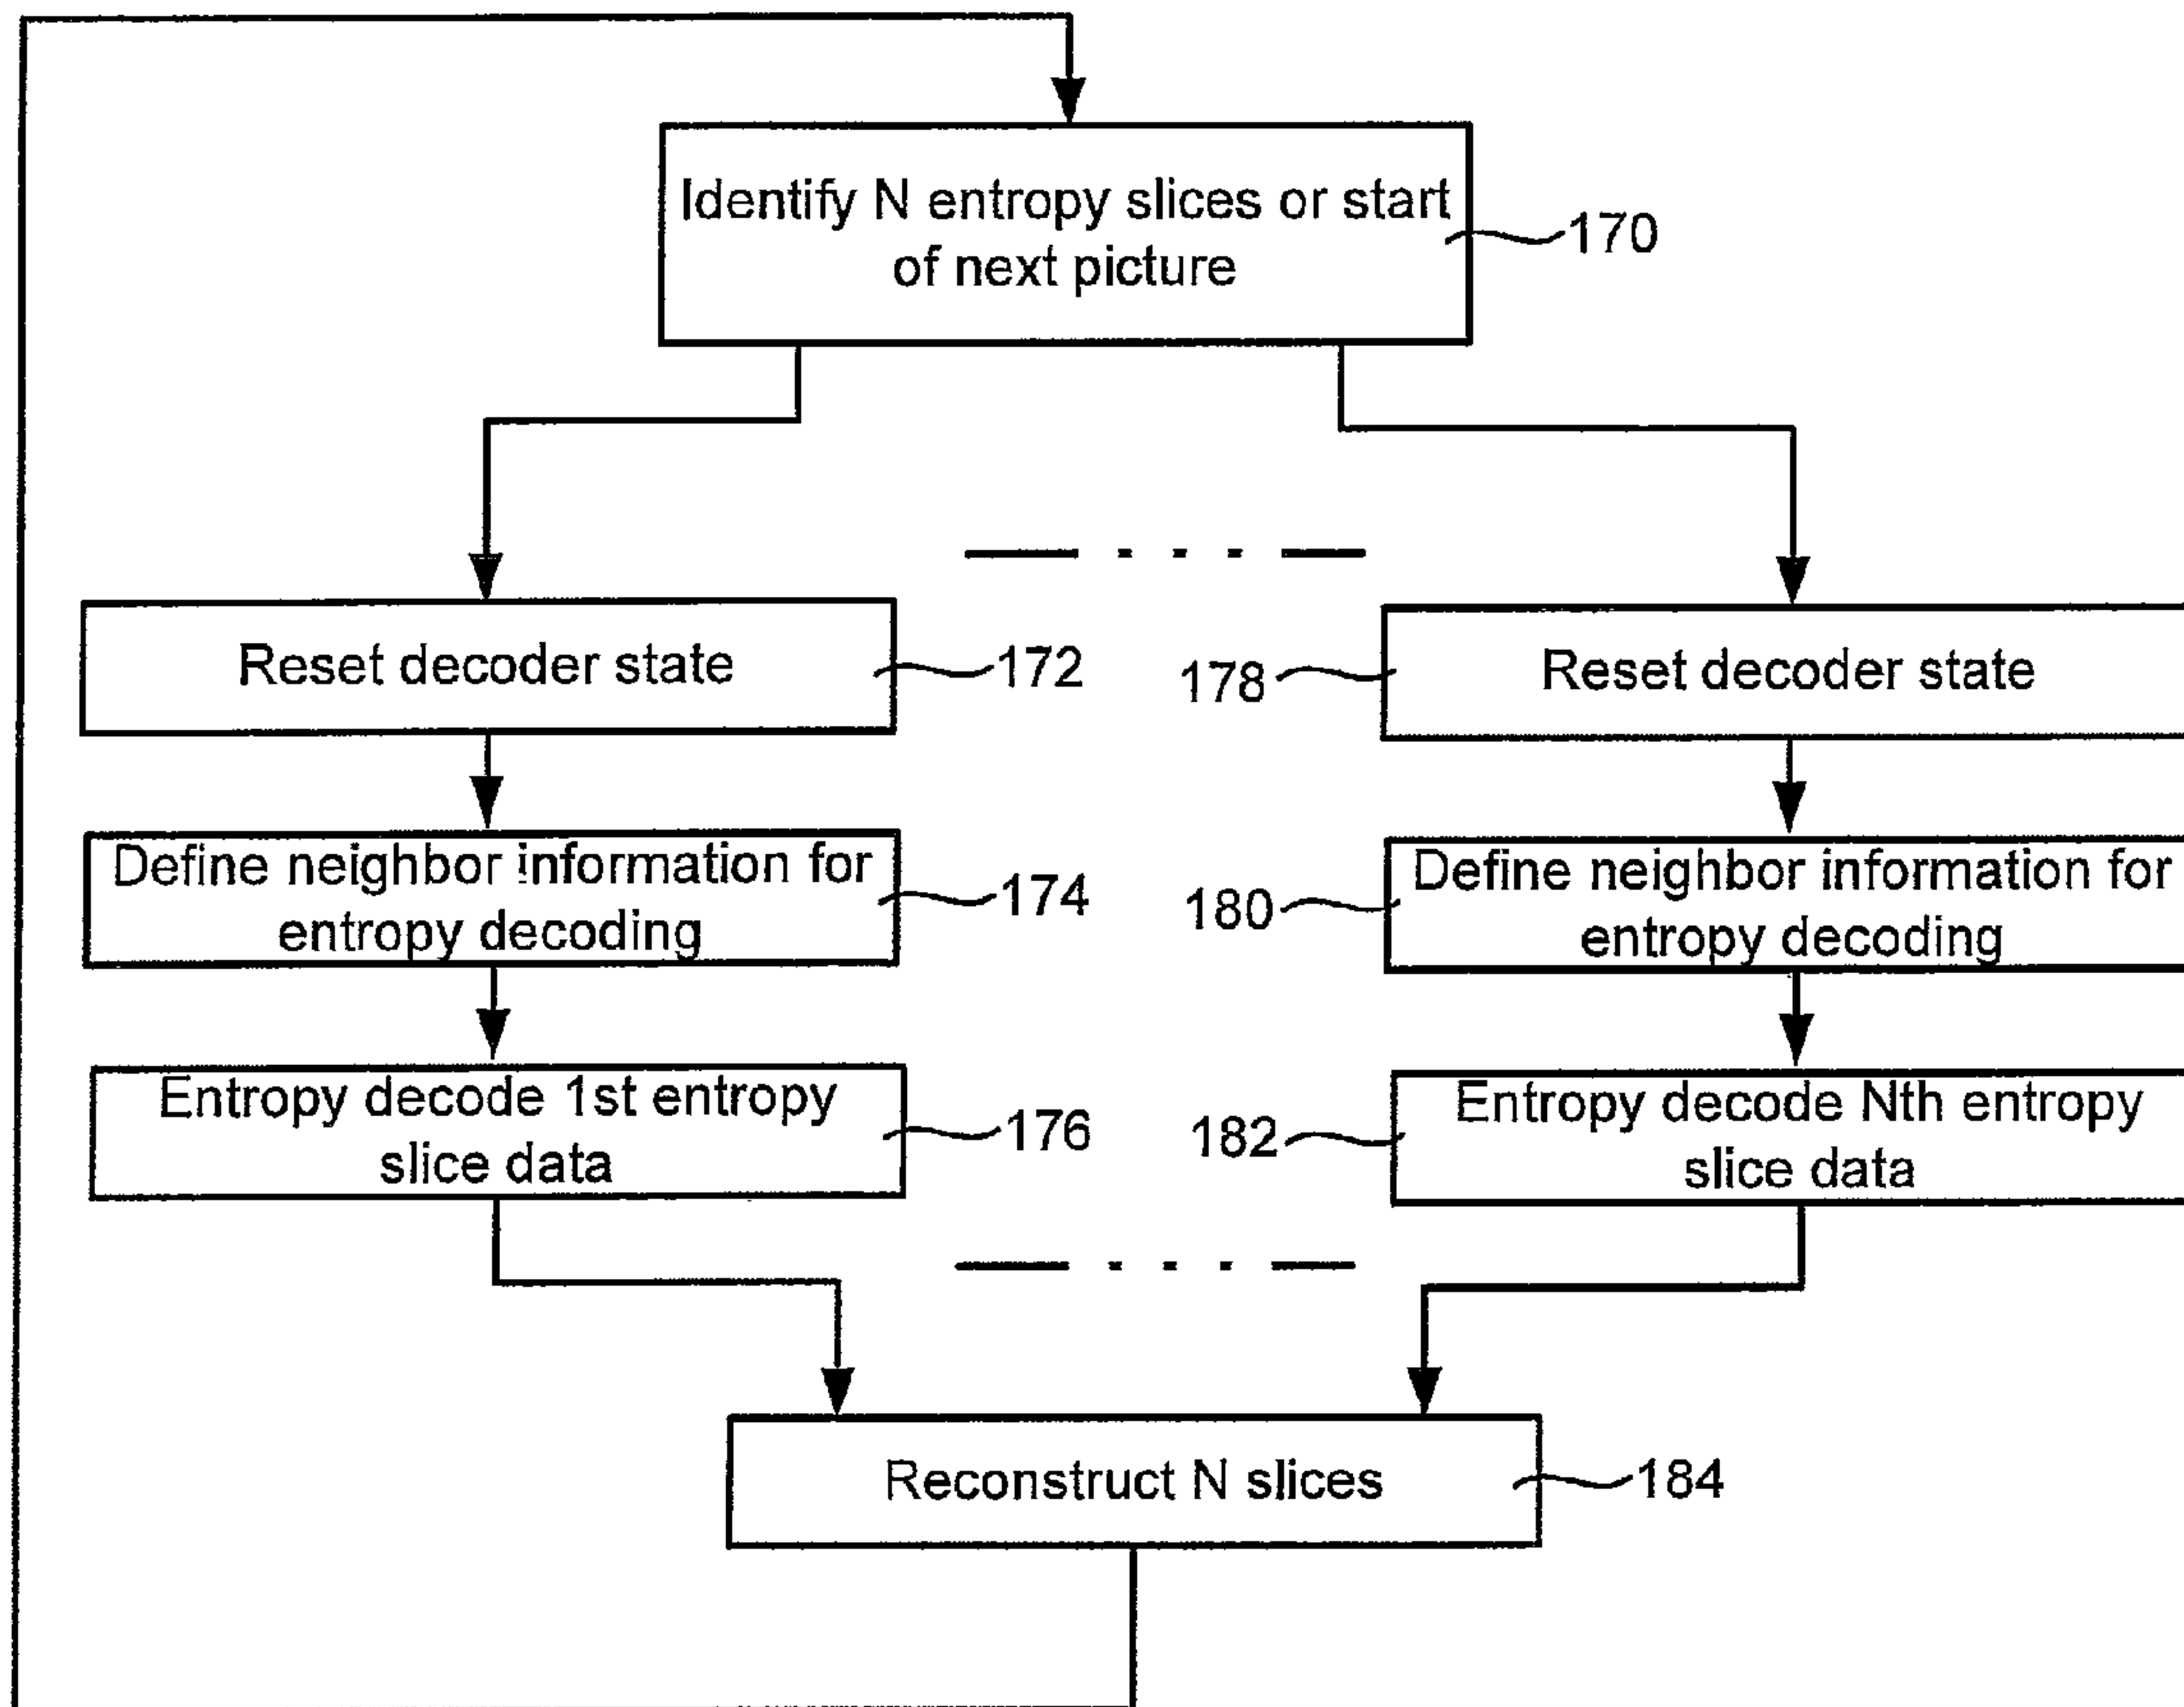 Identify N entropy slices or start
of next picture
170
Reset decoder state
172
178
Reset decoder state
Define neighbor information for
entropy decoding
174
180
Define neighbor information for
entropy decoding
Entropy decode 1st entropy
slice data
176
182
Entropy decode Nth entropy
slice data
Reconstruct N slices
184